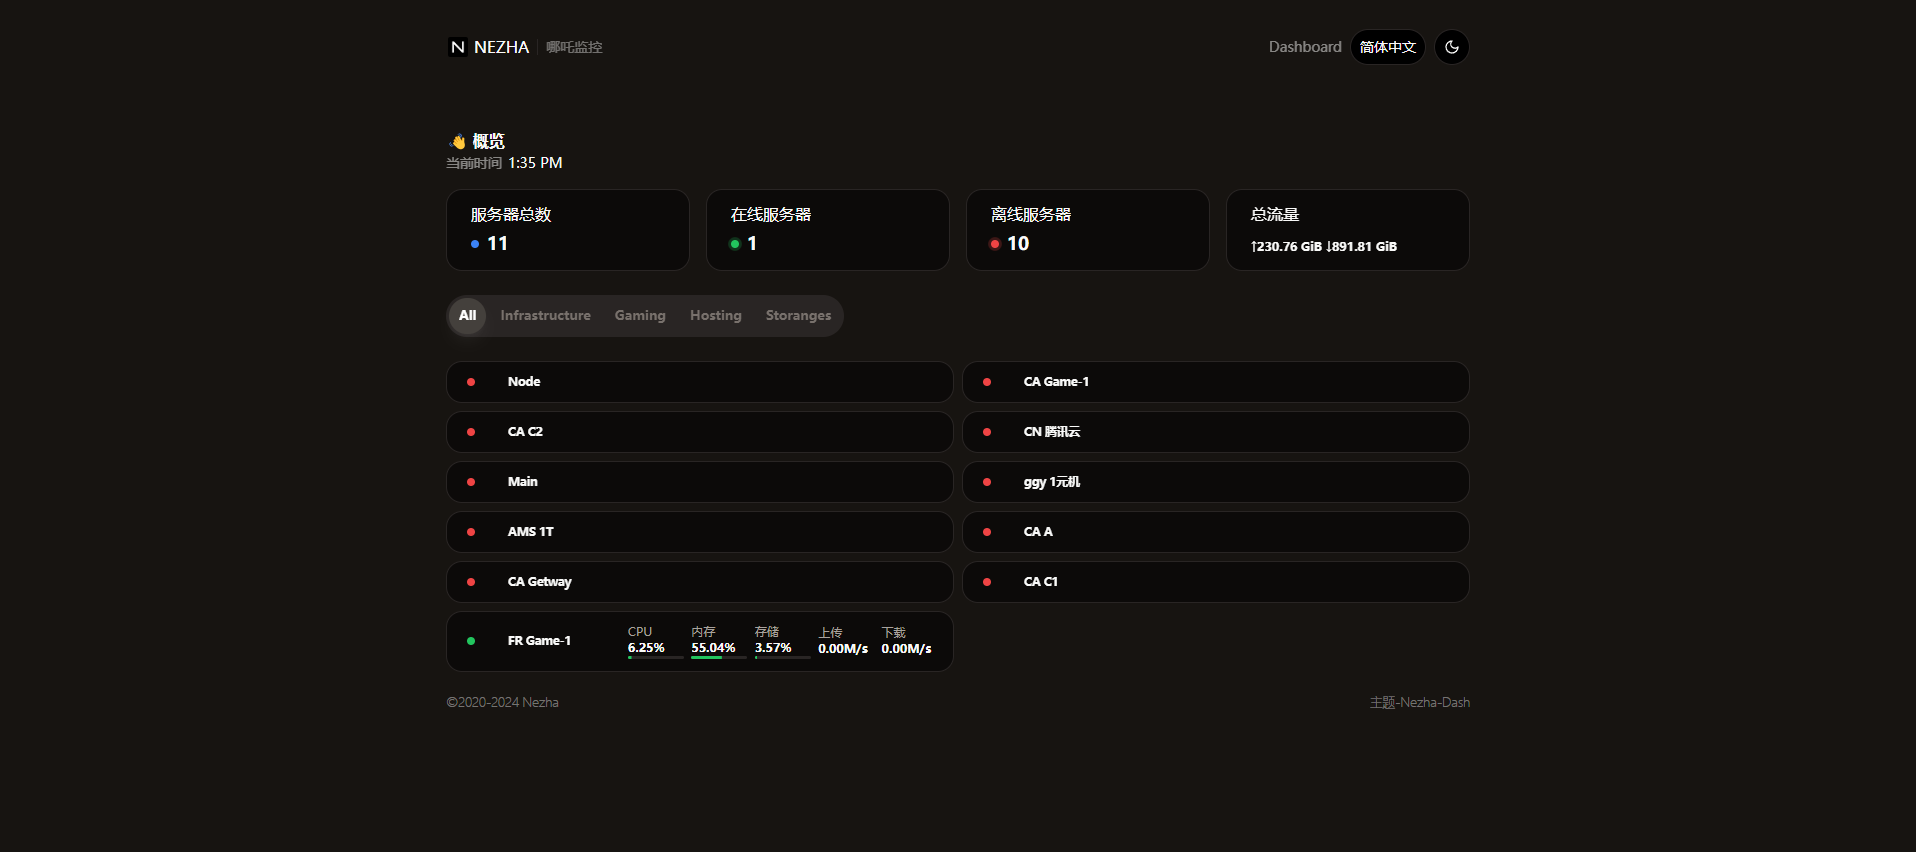 N NEZHA 哪吒监控 Dashboard 简体中文
👋 概览
当前时间 1:35 PM
服务器总数
11
在线服务器
1
离线服务器
10
总流量
↑230.76 GiB ↓891.81 GiB
All Infrastructure Gaming Hosting Storanges
Node
CA Game-1
CA C2
CN 腾讯云
Main
ggy 1元机
AMS 1T
CA A
CA Getway
CA C1
FR Game-1
CPU 内存 存储 上传 下载
6.25% 55.04% 3.57% 0.00M/s 0.00M/s
©2020-2024 Nezha
主题-Nezha-Dash